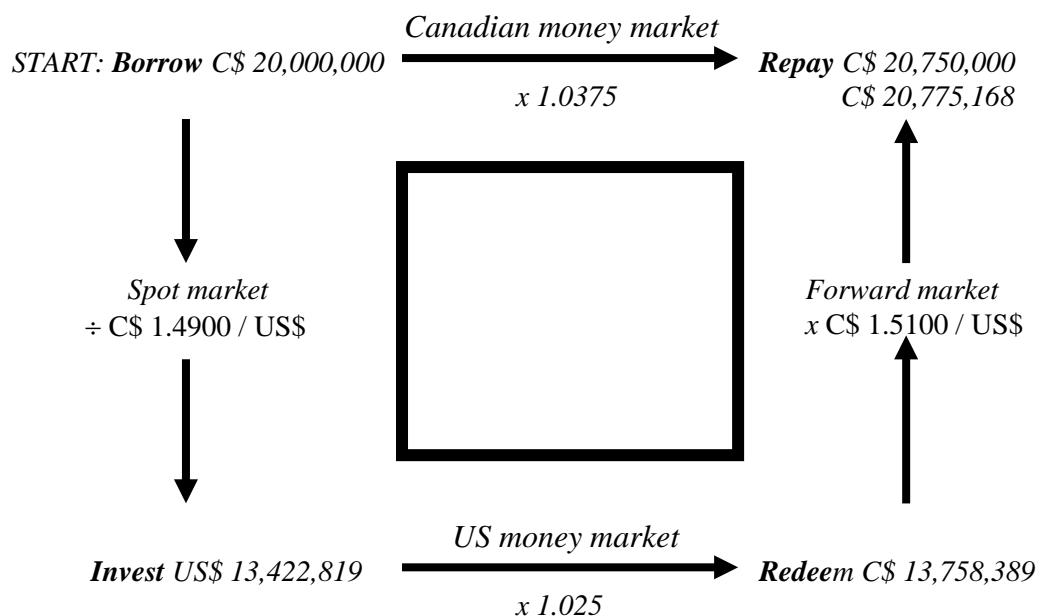 Canadian money market
START: Borrow C$ 20,000,000
Repay C$ 20,750,000
C$ 20,775,168
x 1.0375
Spot market
÷ C$ 1.4900 / US$
Forward market
x C$ 1.5100 / US$
US money market
Invest US$ 13,422,819
Redeem C$ 13,758,389
x 1.025